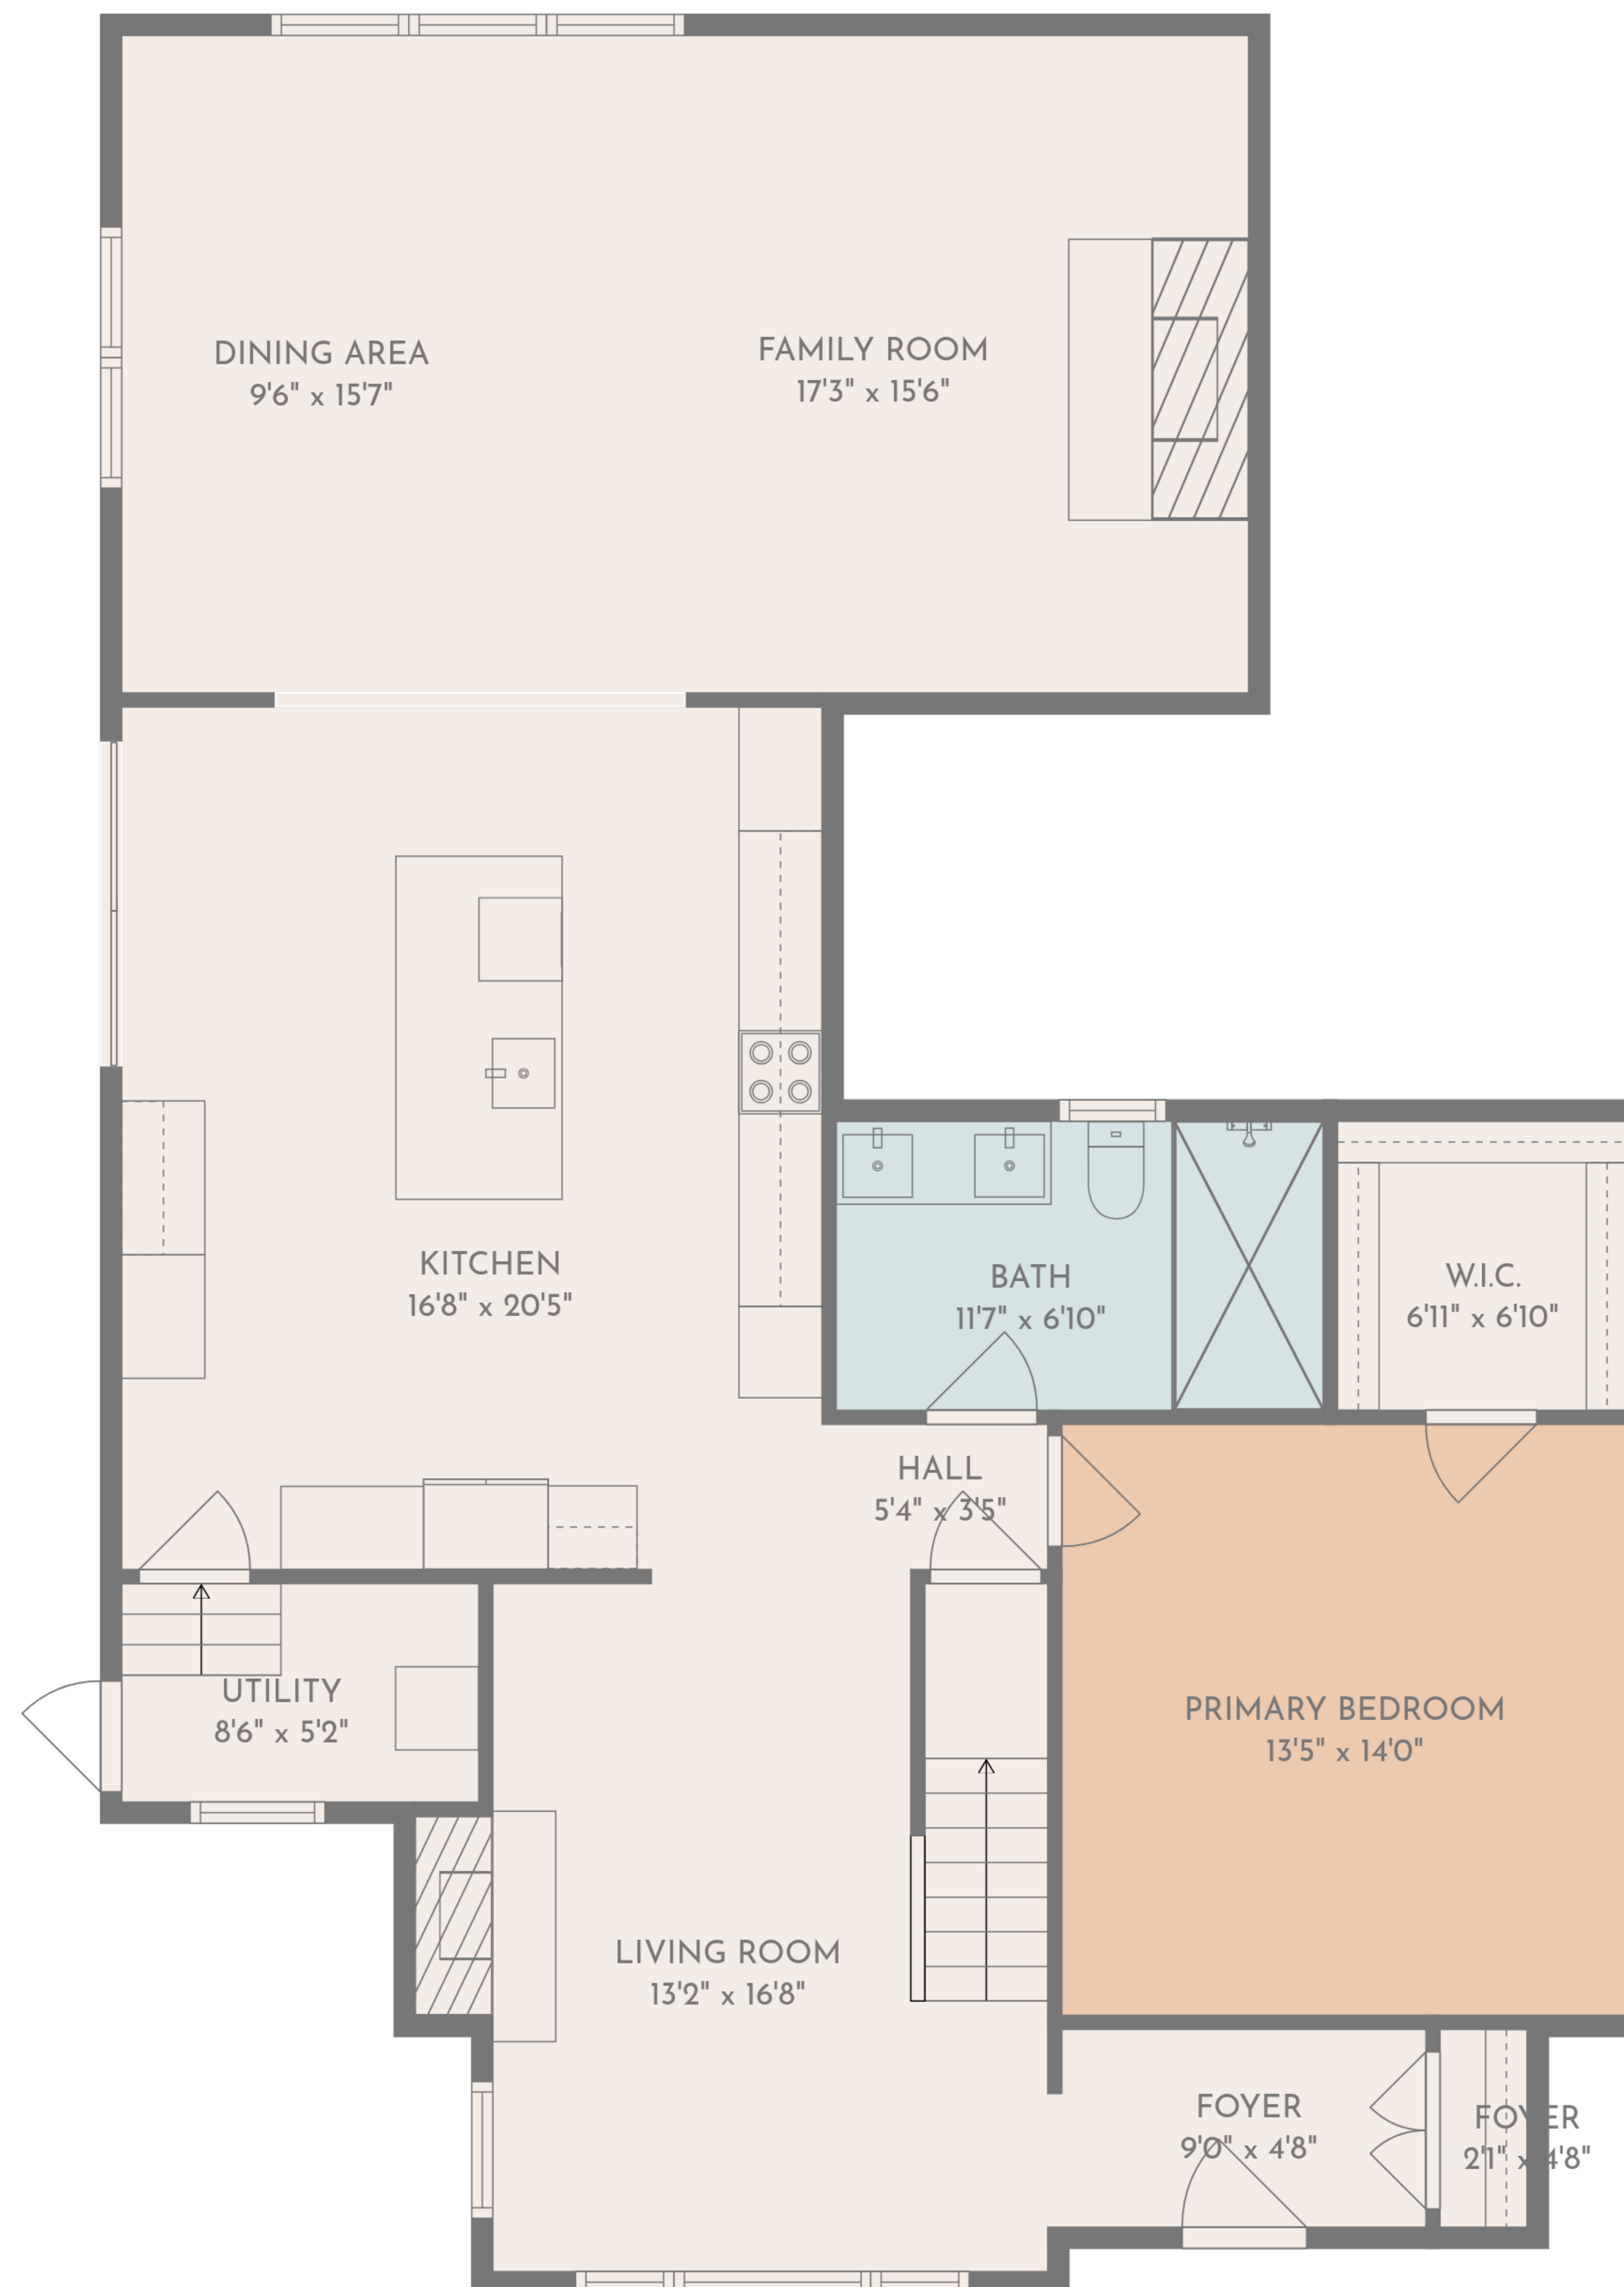 DINING AREA
9'6" x 15'7"
FAMILY ROOM
17'3" x 15'6"
KITCHEN
16'8" x 20'5"
BATH
11'7" x 6'10"
W.I.C.
6'11" x 6'10"
HALL
5'4" x 3'5"
UTILITY
8'6" x 5'2"
PRIMARY BEDROOM
13'5" x 14'0"
LIVING ROOM
13'2" x 16'8"
FOYER
9'0" x 4'8"
FOYER
2'1" x 4'8"